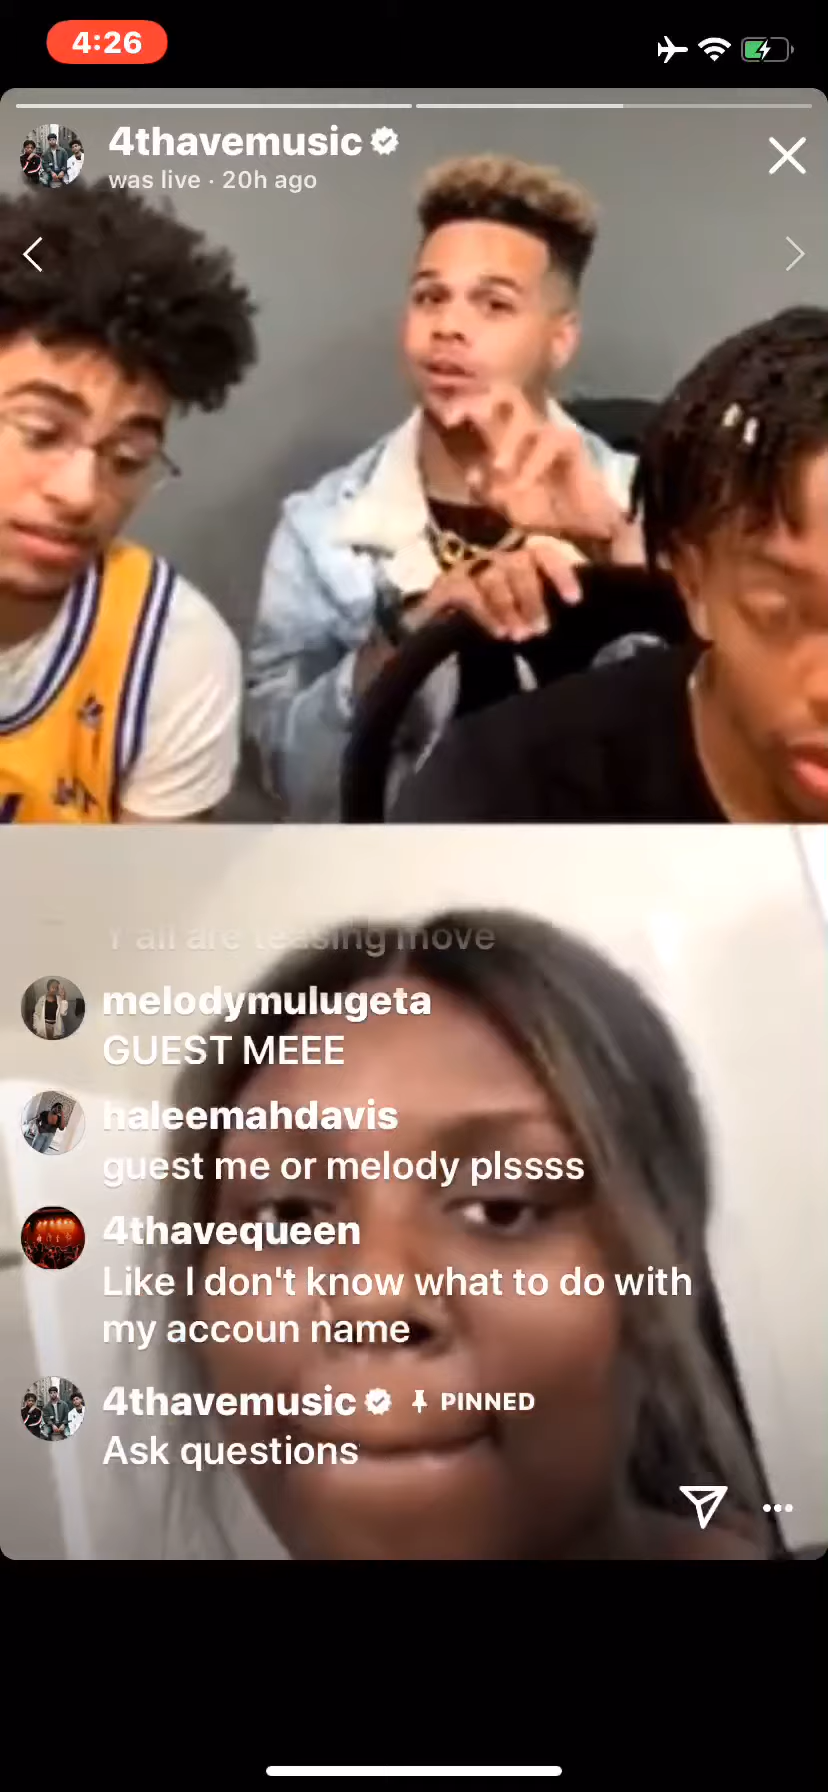 4:26
4thavemusic
was live · 20h ago
Y'all are teasing move
melodymulugeta
GUEST MEEE
haleemahdavis
guest me or melody plssss
4thavequeen
Like I don't know what to do with
my accoun name
4thavemusic PINNED
Ask questions